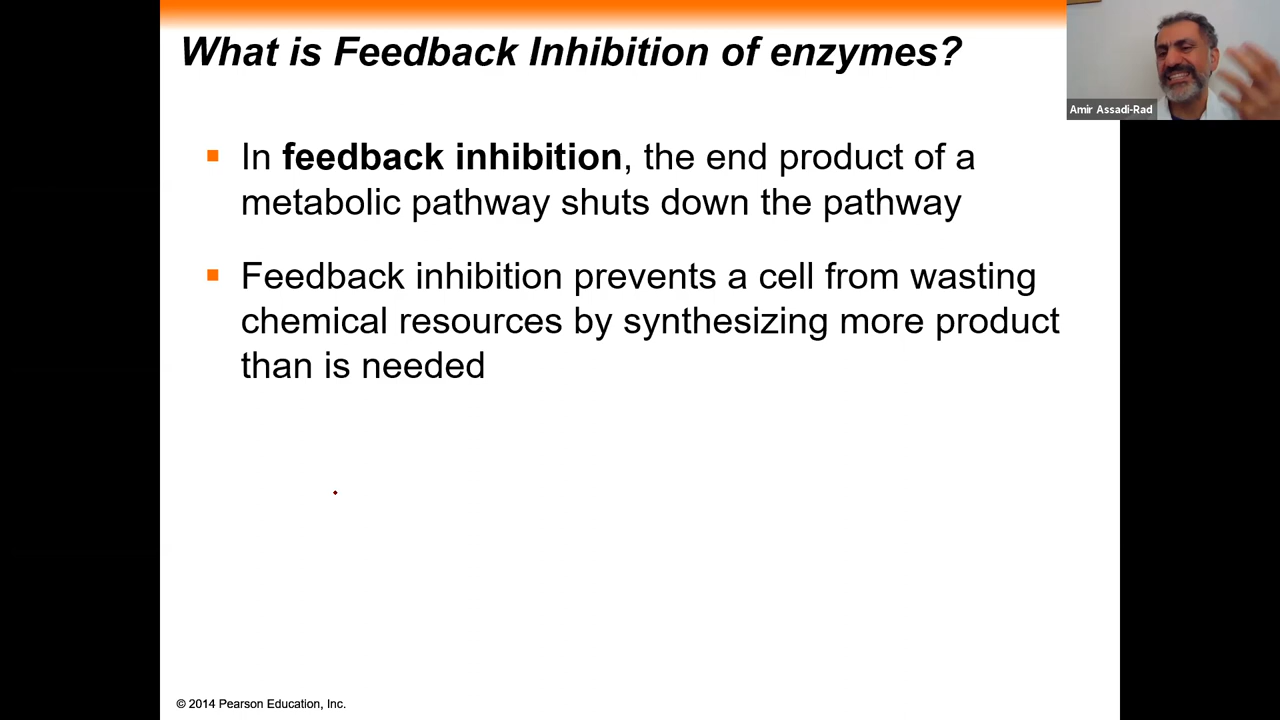 What is Feedback Inhibition of enzymes?
Amir Assadi-Rad
▪ In feedback inhibition, the end product of a
metabolic pathway shuts down the pathway
▪ Feedback inhibition prevents a cell from wasting
chemical resources by synthesizing more product
than is needed
© 2014 Pearson Education, Inc.